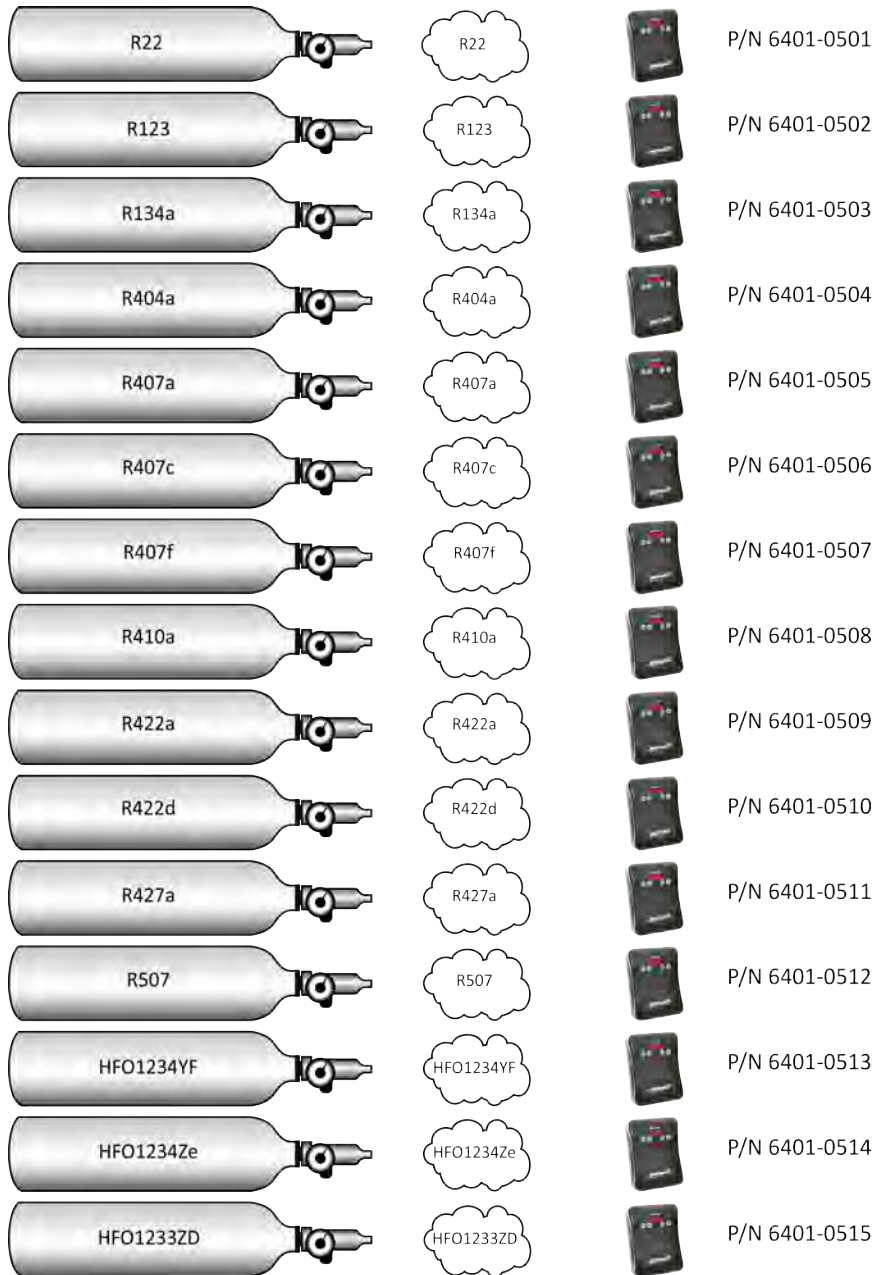 R22 R22 P/N 6401-0501
R123 R123 P/N 6401-0502
R134a R134a P/N 6401-0503
R404a R404a P/N 6401-0504
R407a R407a P/N 6401-0505
R407c R407c P/N 6401-0506
R407f R407f P/N 6401-0507
R410a R410a P/N 6401-0508
R422a R422a P/N 6401-0509
R422d R422d P/N 6401-0510
R427a R427a P/N 6401-0511
R507 R507 P/N 6401-0512
HFO1234YF HFO1234YF P/N 6401-0513
HFO1234Ze HFO1234Ze P/N 6401-0514
HFO1233ZD HFO1233ZD P/N 6401-0515